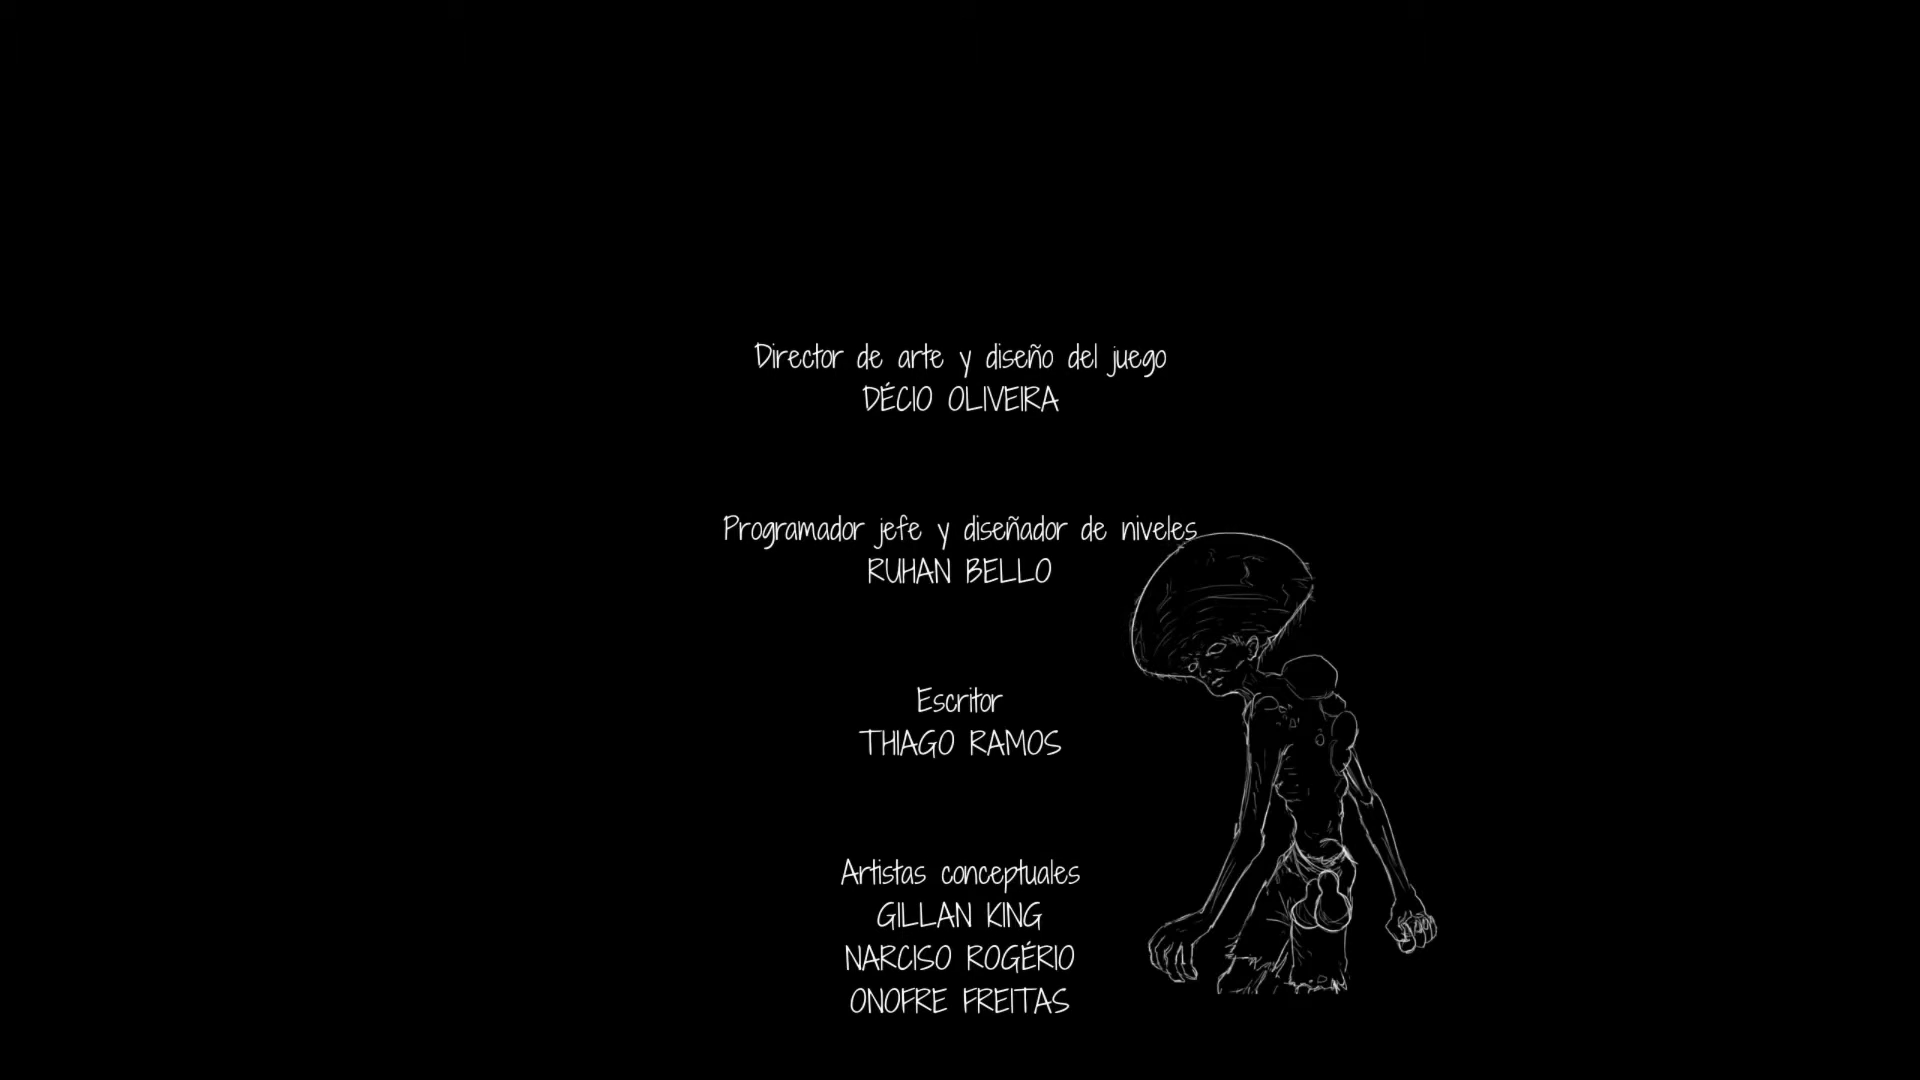 Director de arte y diseño del juego
DÉCIO OLIVEIRA
Programador jefe y diseñador de niveles
RUHAN BELLO
Escritor
THIAGO RAMOS
Artistas conceptuales
GILLAN KING
NARCISO ROGÉRIO
ONOFRE FREITAS